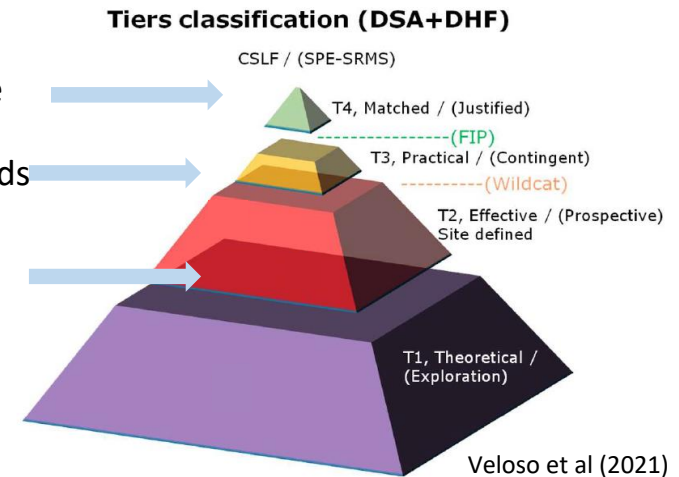 Tiers classification (DSA+DHF)
CSLF / (SPE-SRMS)
e
T4, Matched / (Justified)
(FIP)
T3, Practical / (Contingent)
ds
(Wildcat)
T2, Effective / (Prospective)
Site defined
T1, Theoretical /
(Exploration)
Veloso et al (2021)